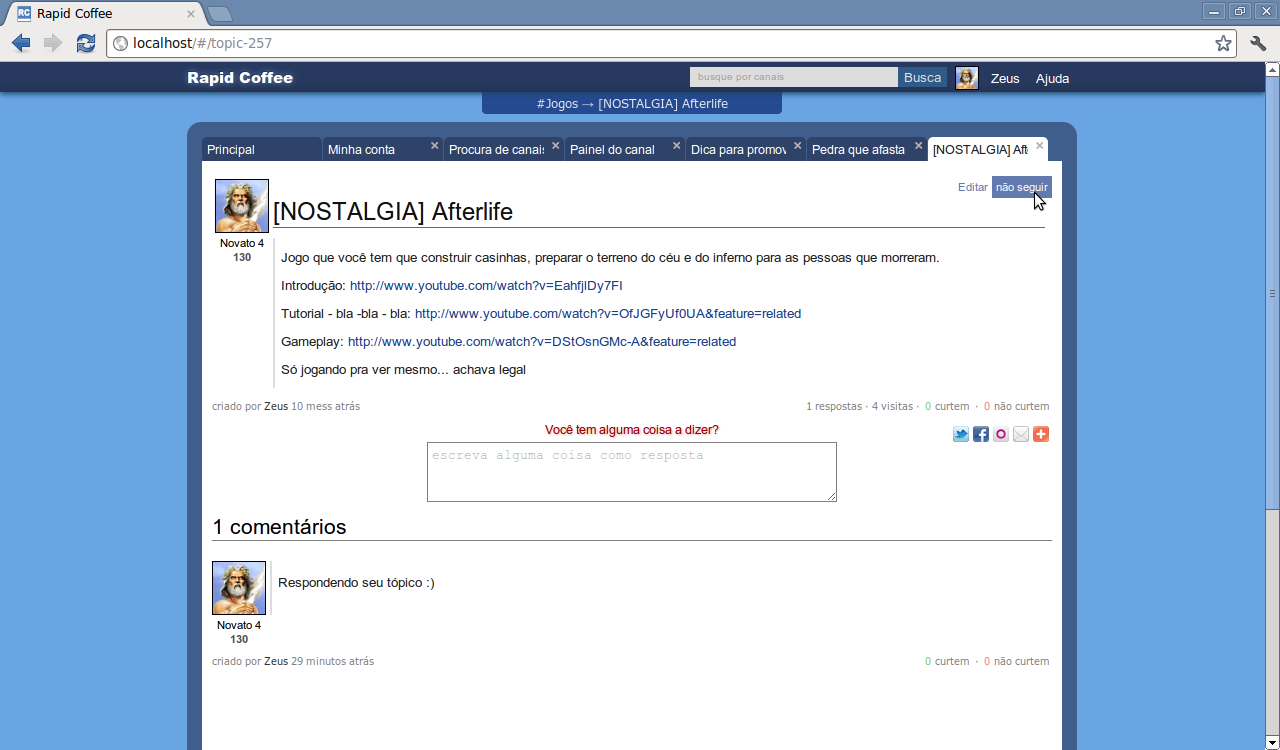 RC Rapid Coffee
localhost/#/topic-257
Rapid Coffee
busque por canais
Busca
Zeus
Ajuda
#Jogos → [NOSTALGIA] Afterlife
Principal
Minha conta
Procura de canais
Painel do canal
Dica para promov
Pedra que afasta
[NOSTALGIA] Aft
Editar
não seguir
[NOSTALGIA] Afterlife
Novato 4
130
Jogo que você tem que construir casinhas, preparar o terreno do céu e do inferno para as pessoas que morreram.
Introdução: http://www.youtube.com/watch?v=EahfjlDy7FI
Tutorial - bla -bla - bla: http://www.youtube.com/watch?v=OfJGFyUf0UA&feature=related
Gameplay: http://www.youtube.com/watch?v=DStOsnGMc-A&feature=related
Só jogando pra ver mesmo... achava legal
criado por Zeus 10 mess atrás
1 respostas · 4 visitas · 0 curtem · 0 não curtem
Você tem alguma coisa a dizer?
escreva alguma coisa como resposta
1 comentários
Respondendo seu tópico :)
Novato 4
130
criado por Zeus 29 minutos atrás
0 curtem · 0 não curtem